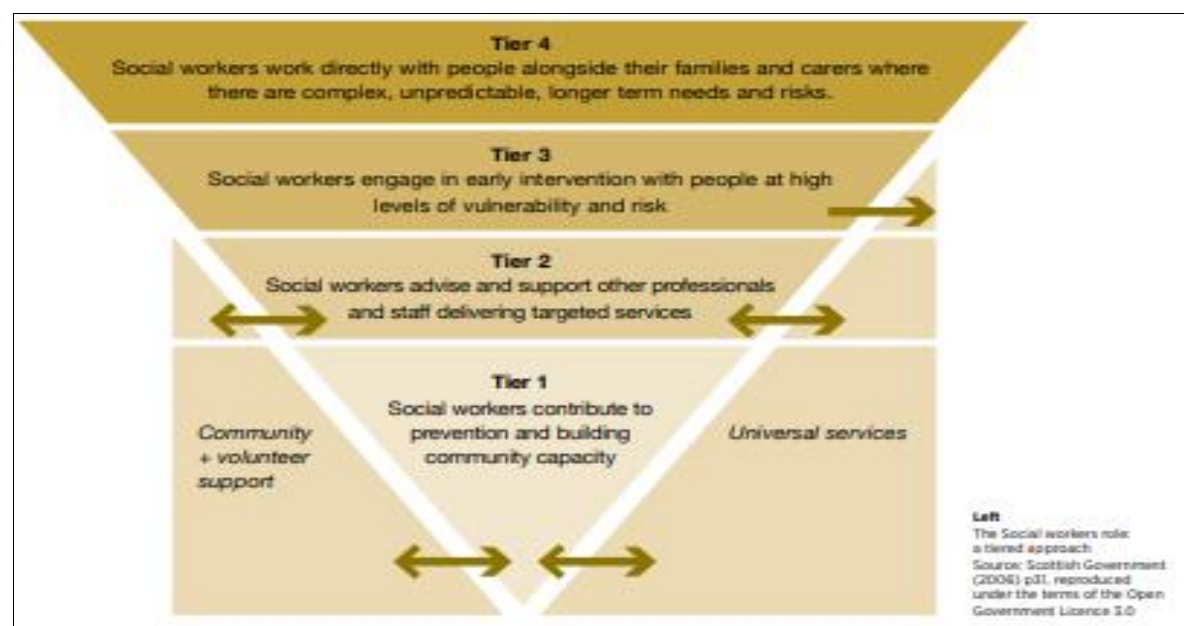 Tier 4
Social workers work directly with people alongside their families and carers where
there are complex, unpredictable, longer term needs and risks.
Tier 3
Social workers engage in early intervention with people at high
levels of vulnerability and risk
Tier 2
Social workers advise and support other professionals
and staff delivering targeted services
Tier 1
Social workers contribute to
prevention and building
community capacity
Community
+ volunteer
support
Universal services
Left
The Social workers role:
a tiered approach
Source: Scottish Government
(2006) p31, reproduced
under the terms of the Open
Government Licence 3.0